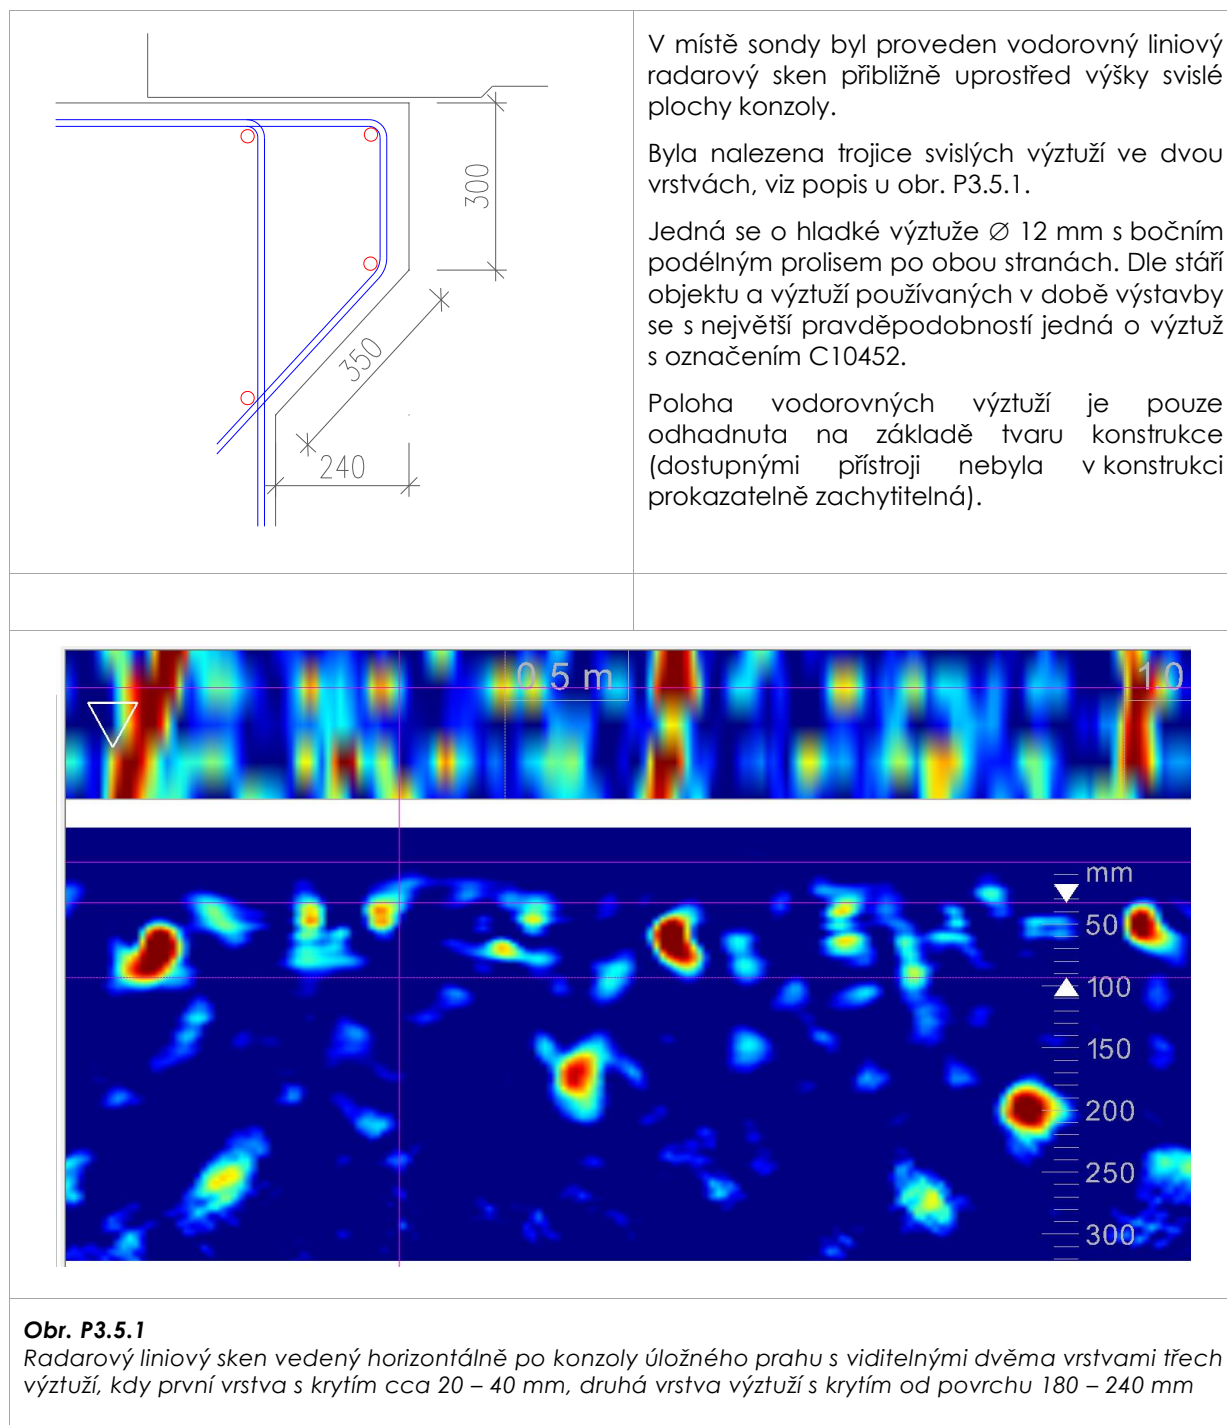 300
350
240
V místě sondy byl proveden vodorovný liniový
radarový sken přibližně uprostřed výšky svislé
plochy konzoly.
Byla nalezena trojice svislých výztuží ve dvou
vrstvách, viz popis u obr. P3.5.1.
Jedná se o hladké výztuže ∅ 12 mm s bočním
podélným prolisem po obou stranách. Dle stáří
objektu a výztuží používaných v době výstavby
se s největší pravděpodobností jedná o výztuž
s označením C10452.
Poloha vodorovných výztuží je pouze
odhadnuta na základě tvaru konstrukce
(dostupnými přístroji nebyla v konstrukci
prokazatelně zachytitelná).
0.5 m
1.0
mm
50
100
150
200
250
300
Obr. P3.5.1
Radarový liniový sken vedený horizontálně po konzoly úložného prahu s viditelnými dvěma vrstvami třech
výztuží, kdy první vrstva s krytím cca 20 – 40 mm, druhá vrstva výztuží s krytím od povrchu 180 – 240 mm